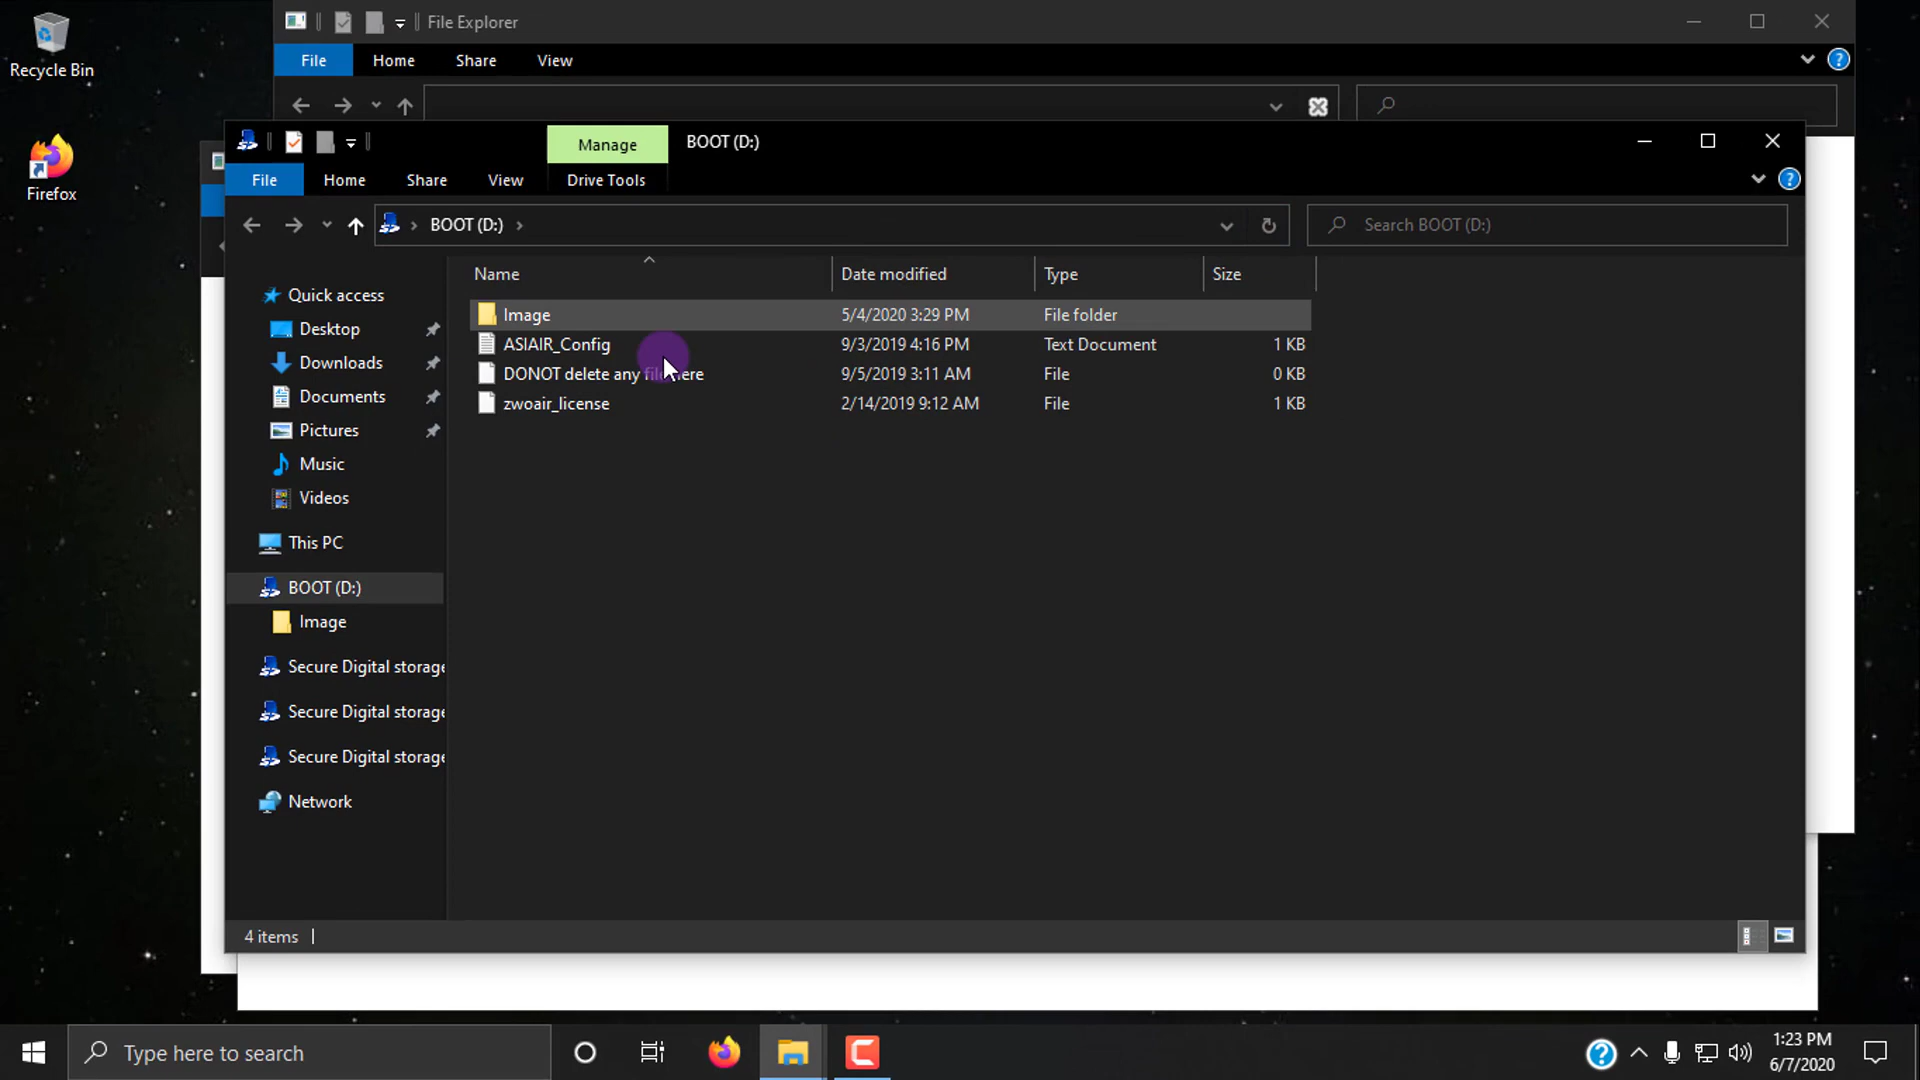 Recycle Bin
Firefox
File Explorer
File
Home
Share
View
Manage
BOOT (D:)
File
Home
Share
View
Drive Tools
BOOT (D:)
Search BOOT (D:)
Name
Date modified
Type
Size
Image
5/4/2020 3:29 PM
File folder
ASIAIR_Config
9/3/2019 4:16 PM
Text Document
1 KB
DONOT delete any file here
9/5/2019 3:11 AM
File
0 KB
zwoair_license
2/14/2019 9:12 AM
File
1 KB
Quick access
Desktop
Downloads
Documents
Pictures
Music
Videos
This PC
BOOT (D:)
Image
Secure Digital storage
Secure Digital storage
Secure Digital storage
Network
4 items
Type here to search
1:23 PM
6/7/2020